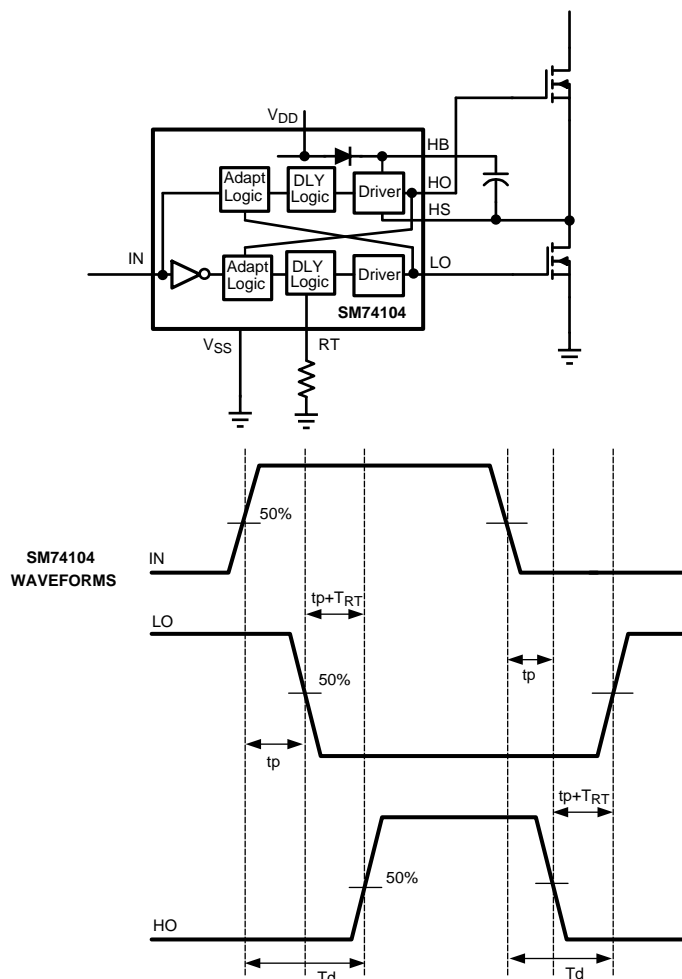 VDD
HB
Adapt Logic
DLY Logic
Driver
HO
HS
IN
Adapt Logic
DLY Logic
Driver
LO
SM74104
VSS
RT
50%
SM74104
WAVEFORMS
IN
tp+TRT
LO
tp
50%
tp
tp+TRT
50%
HO
Td
Td